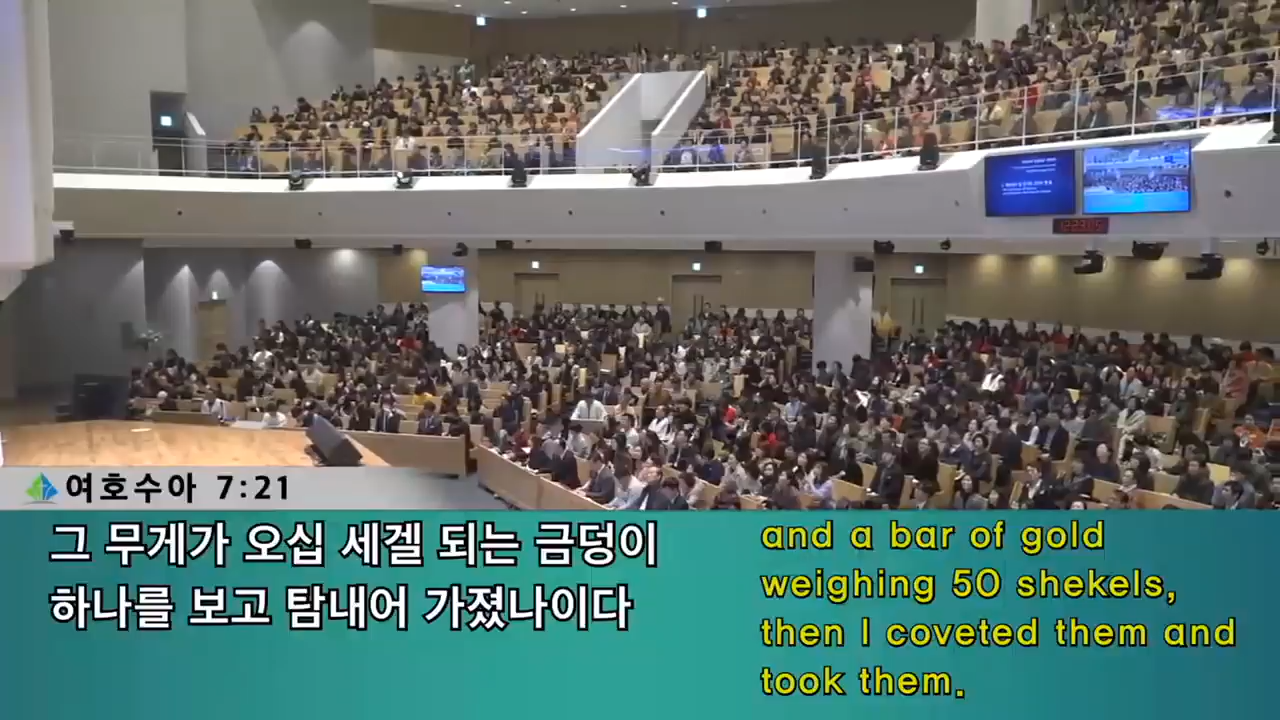 여호수아 7:21
그 무게가 오십 세겔 되는 금덩이
하나를 보고 탐내어 가졌나이다
and a bar of gold
weighing 50 shekels,
then I coveted them and
took them.